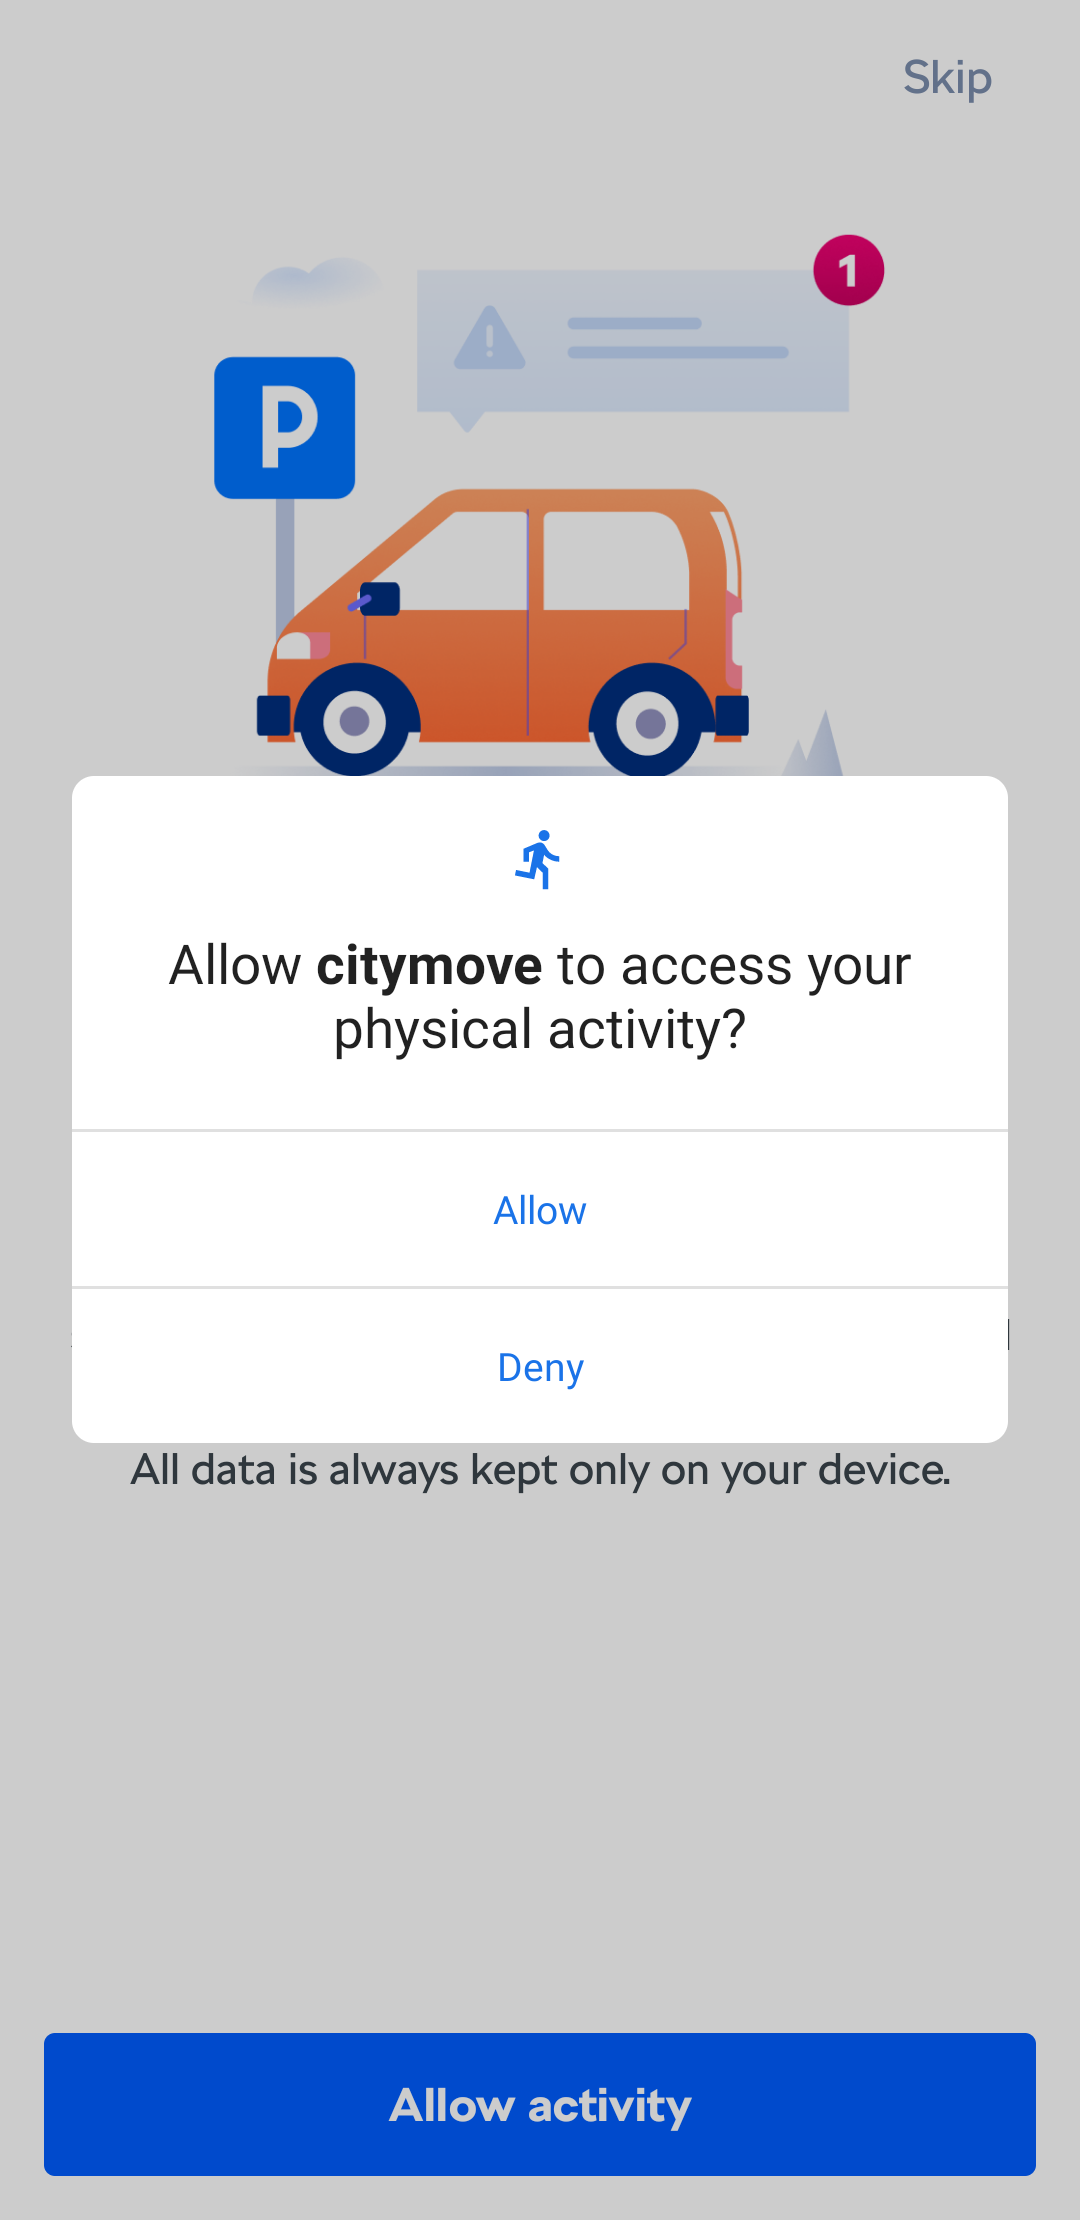 Skip
1
P
Allow citymove to access your
physical activity?
Allow
Deny
All data is always kept only on your device.
Allow activity